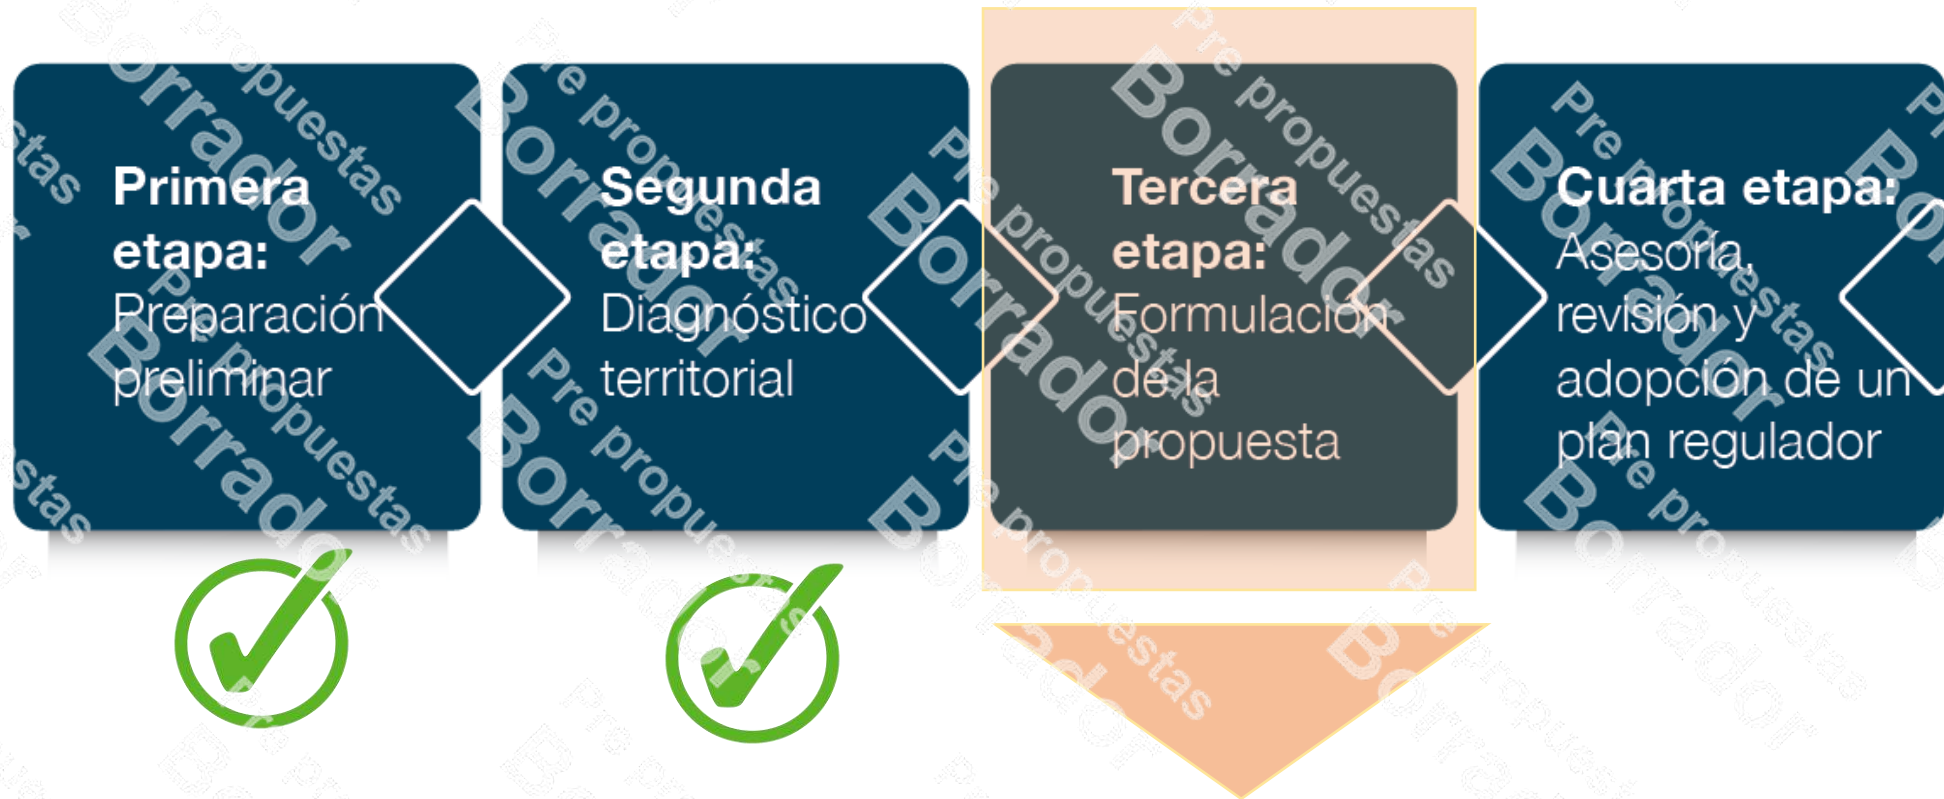 Primera
etapa:
Preparación
preliminar
Segunda
etapa:
Diagnóstico
territorial
Tercera
etapa:
Formulación
de la
propuesta
Cuarta etapa:
Asesoría,
revisión y
adopción de un
plan regulador
Pre propuestas
Borrador